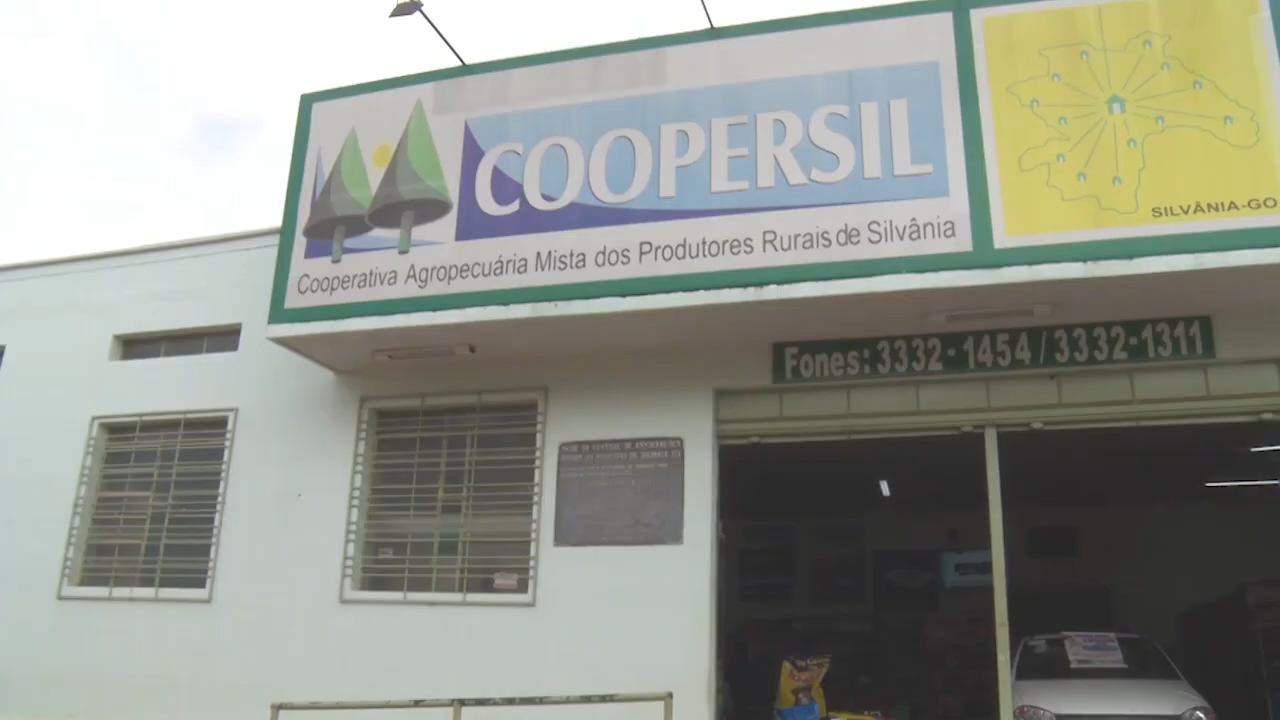 COOPERSIL
Cooperativa Agropecuária Mista dos Produtores Rurais de Silvânia
SILVÂNIA-GO
Fones: 3332-1454 / 3332-1311